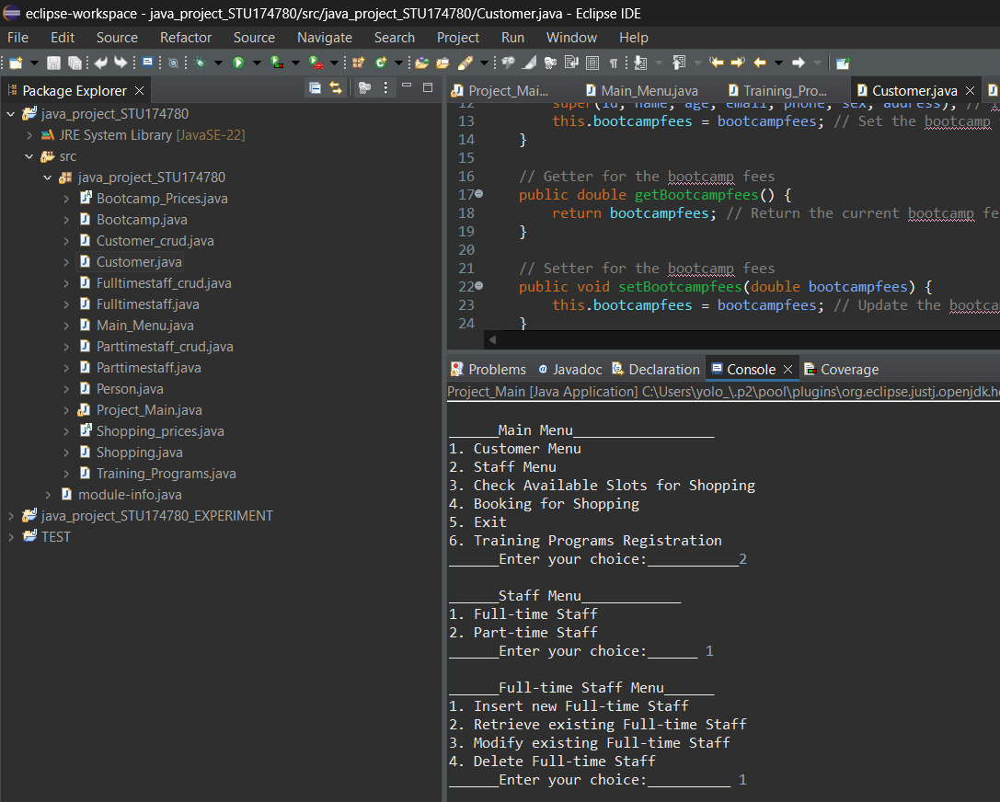 eclipse-workspace - java_project_STU174780/src/java_project_STU174780/Customer.java - Eclipse IDE
File Edit Source Refactor Source Navigate Search Project Run Window Help
Package Explorer
java_project_STU174780
JRE System Library [JavaSE-22]
src
java_project_STU174780
Bootcamp_Prices.java
Bootcamp.java
Customer_crud.java
Customer.java
Fulltimestaff_crud.java
Fulltimestaff.java
Main_Menu.java
Parttimestaff_crud.java
Parttimestaff.java
Person.java
Project_Main.java
Shopping_prices.java
Shopping.java
Training_Programs.java
module-info.java
java_project_STU174780_EXPERIMENT
TEST
Project_Mai... Main_Menu.java Training_Pro... Customer.java
12 super(id, name, age, email, phone, sex, address); //
13 this.bootcampfees = bootcampfees; // Set the bootcamp
14 }
15
16 // Getter for the bootcamp fees
17 public double getBootcampfees() {
18 return bootcampfees; // Return the current bootcamp fe
19 }
20
21 // Setter for the bootcamp fees
22 public void setBootcampfees(double bootcampfees) {
23 this.bootcampfees = bootcampfees; // Update the bootca
24 }
Problems Javadoc Declaration Console Coverage
Project_Main [Java Application] C:\Users\yolo_\.p2\pool\plugins\org.eclipse.justj.openjdk.ho
______Main Menu_________________
1. Customer Menu
2. Staff Menu
3. Check Available Slots for Shopping
4. Booking for Shopping
5. Exit
6. Training Programs Registration
______Enter your choice:___________2
______Staff Menu____________
1. Full-time Staff
2. Part-time Staff
______Enter your choice:______ 1
______Full-time Staff Menu______
1. Insert new Full-time Staff
2. Retrieve existing Full-time Staff
3. Modify existing Full-time Staff
4. Delete Full-time Staff
______Enter your choice:__________ 1